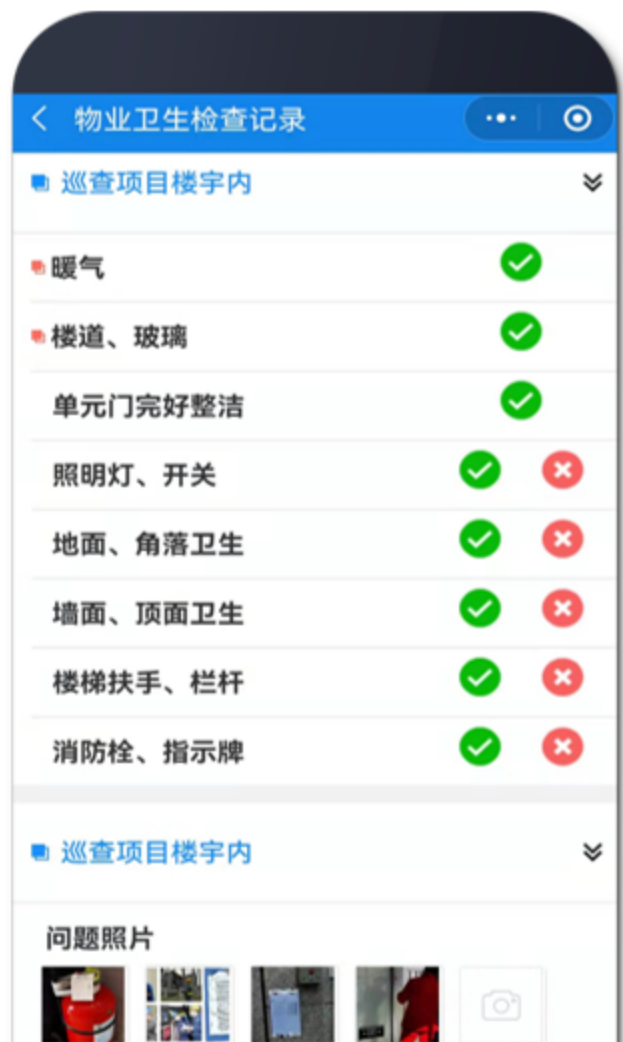 物业卫生检查记录
巡查项目楼宇内
暖气
楼道、玻璃
单元门完好整洁
照明灯、开关
地面、角落卫生
墙面、顶面卫生
楼梯扶手、栏杆
消防栓、指示牌
巡查项目楼宇内
问题照片